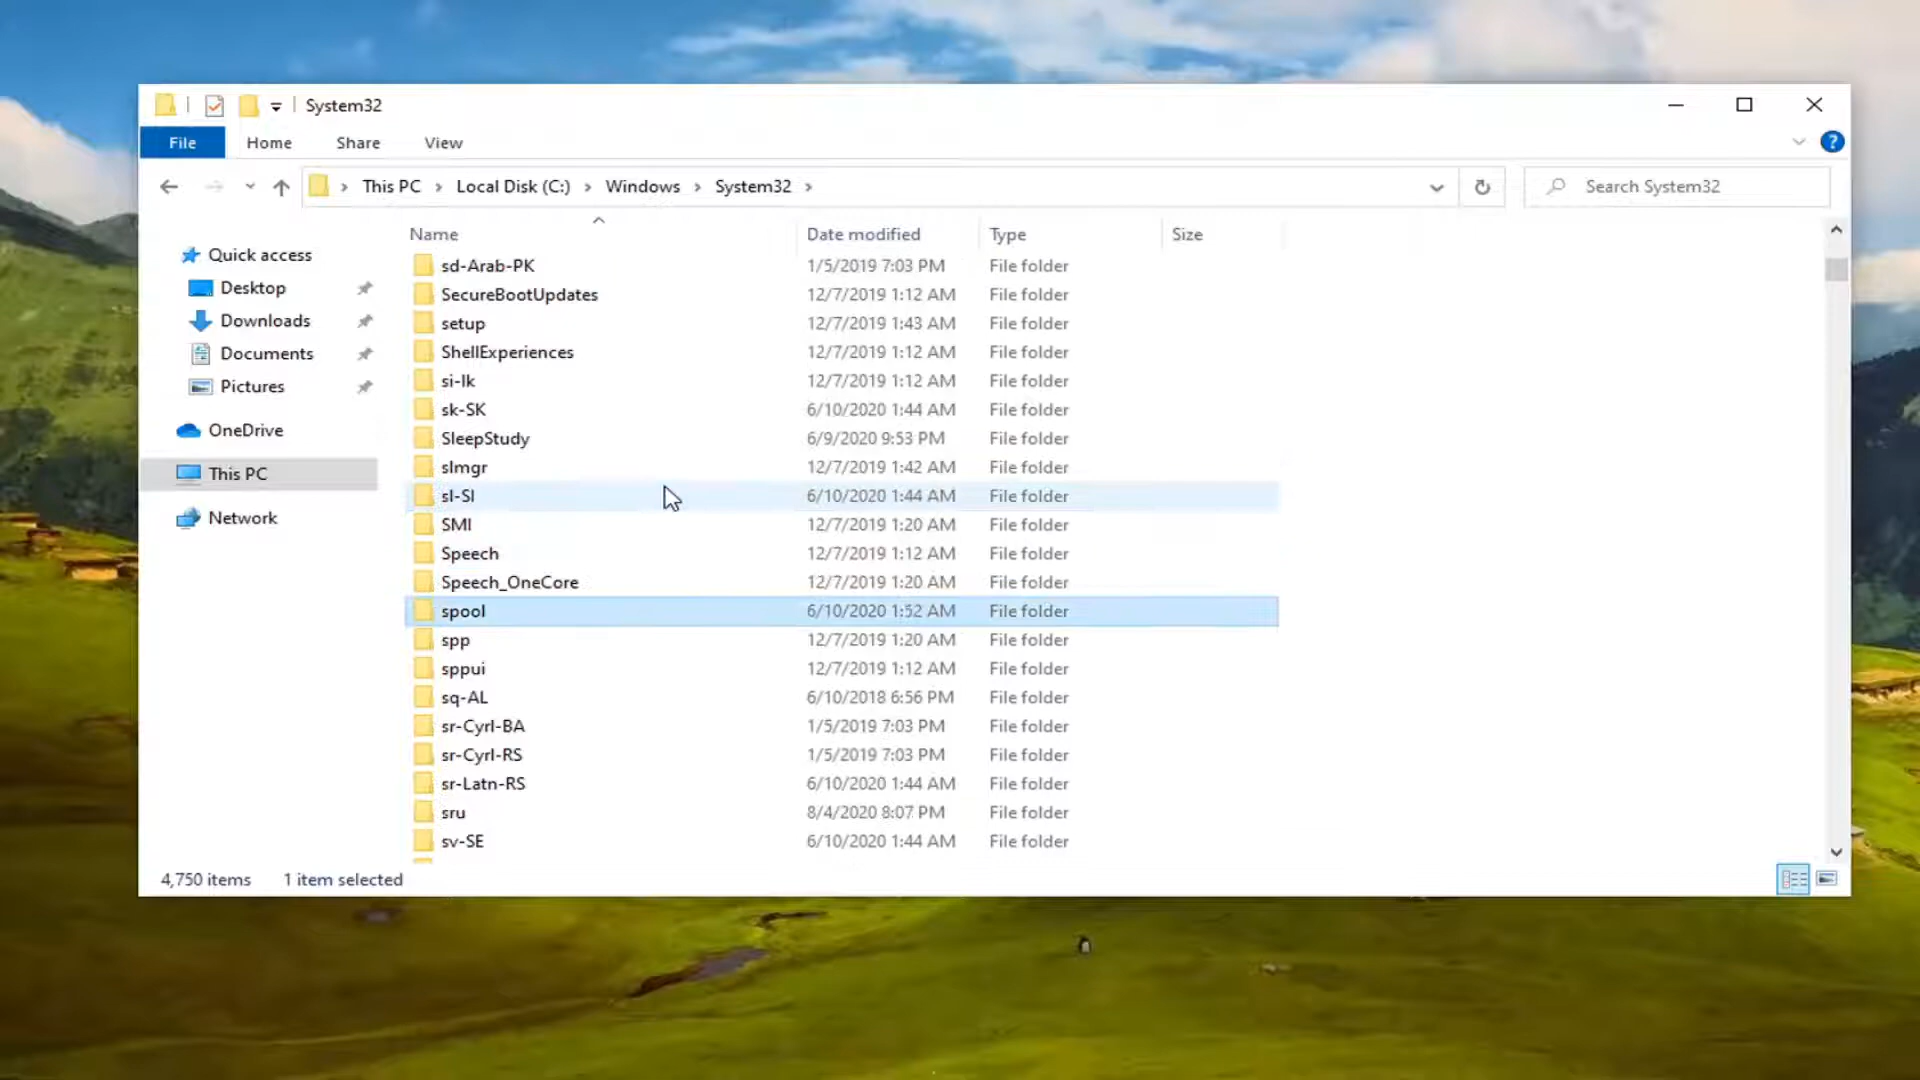 System32
File Home Share View
This PC Local Disk (C:) Windows System32 Search System32
Name Date modified Type Size
Quick access
Desktop
Downloads
Documents
Pictures
OneDrive
This PC
Network
sd-Arab-PK 1/5/2019 7:03 PM File folder
SecureBootUpdates 12/7/2019 1:12 AM File folder
setup 12/7/2019 1:43 AM File folder
ShellExperiences 12/7/2019 1:12 AM File folder
si-lk 12/7/2019 1:12 AM File folder
sk-SK 6/10/2020 1:44 AM File folder
SleepStudy 6/9/2020 9:53 PM File folder
slmgr 12/7/2019 1:42 AM File folder
sl-SI 6/10/2020 1:44 AM File folder
SMI 12/7/2019 1:20 AM File folder
Speech 12/7/2019 1:12 AM File folder
Speech_OneCore 12/7/2019 1:20 AM File folder
spool 6/10/2020 1:52 AM File folder
spp 12/7/2019 1:20 AM File folder
sppui 12/7/2019 1:12 AM File folder
sq-AL 6/10/2018 6:56 PM File folder
sr-Cyrl-BA 1/5/2019 7:03 PM File folder
sr-Cyrl-RS 1/5/2019 7:03 PM File folder
sr-Latn-RS 6/10/2020 1:44 AM File folder
sru 8/4/2020 8:07 PM File folder
sv-SE 6/10/2020 1:44 AM File folder
4,750 items 1 item selected